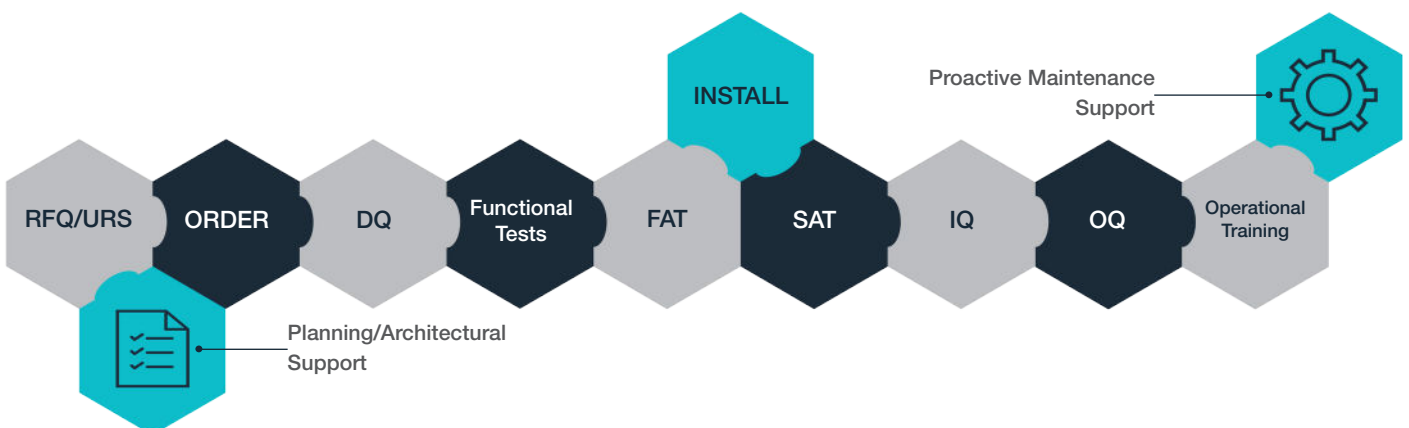 INSTALL
Proactive Maintenance
Support
RFQ/URS
ORDER
DQ
Functional
Tests
FAT
SAT
IQ
OQ
Operational
Training
Planning/Architectural
Support